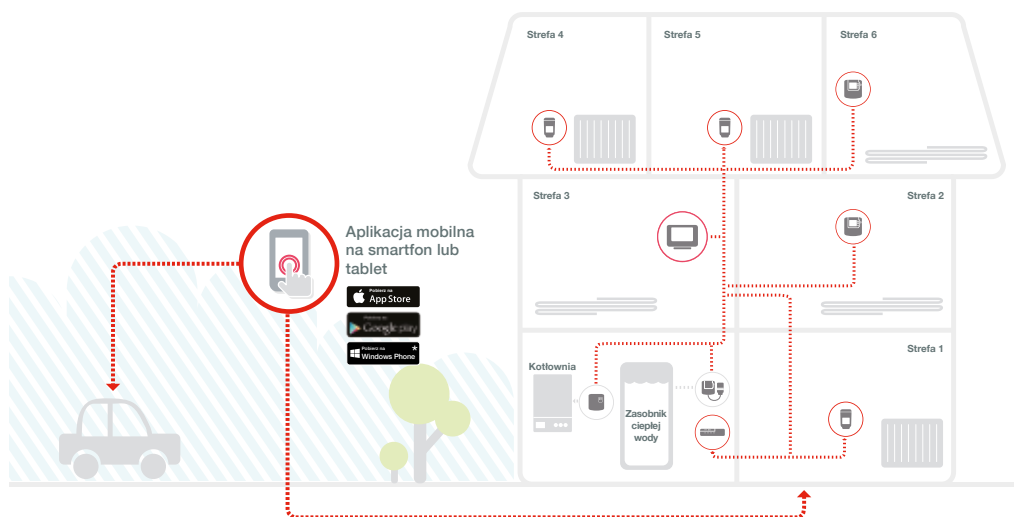 Strefa 4
Strefa 5
Strefa 6
Strefa 3
Strefa 2
Aplikacja mobilna
na smartfon lub
tablet
Pobierz na
App Store
Google play
Pobierz na
Windows Phone *
Strefa 1
Kotłownia
Zasobnik
ciepłej
wody